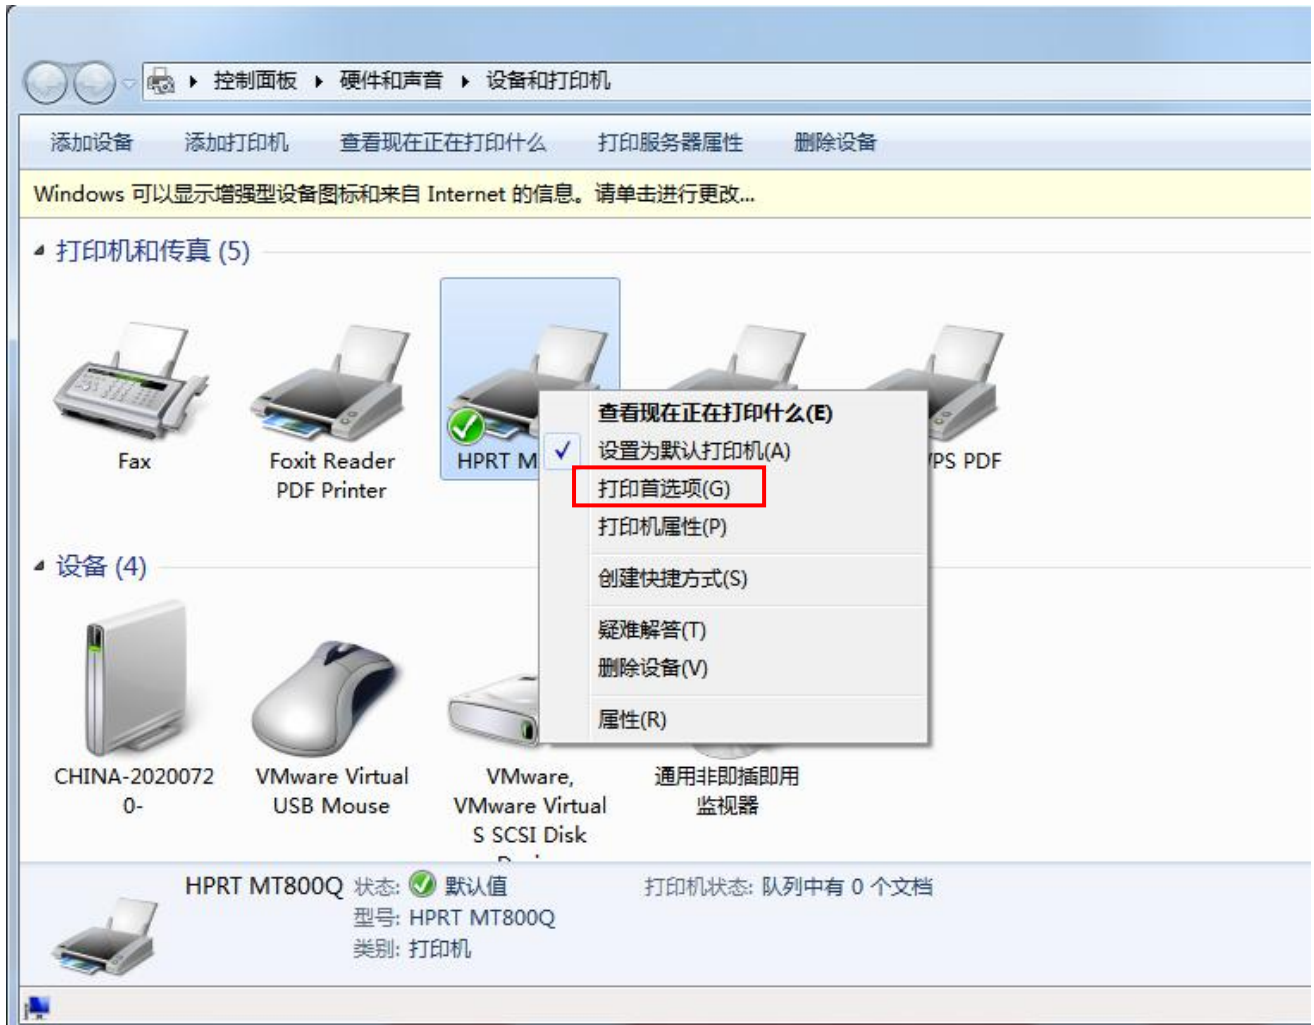 控制面板 ▸ 硬件和声音 ▸ 设备和打印机
添加设备 添加打印机 查看现在正在打印什么 打印服务器属性 删除设备
Windows 可以显示增强型设备图标和来自 Internet 的信息。请单击进行更改...
打印机和传真 (5)
Fax
Foxit Reader
PDF Printer
HPRT M
PS PDF
查看现在正在打印什么(E)
设置为默认打印机(A)
打印首选项(G)
打印机属性(P)
创建快捷方式(S)
疑难解答(T)
删除设备(V)
属性(R)
设备 (4)
CHINA-2020072
0-
VMware Virtual
USB Mouse
VMware,
VMware Virtual
S SCSI Disk
通用非即插即用
监视器
HPRT MT800Q 状态: 默认值 打印机状态: 队列中有 0 个文档
型号: HPRT MT800Q
类别: 打印机